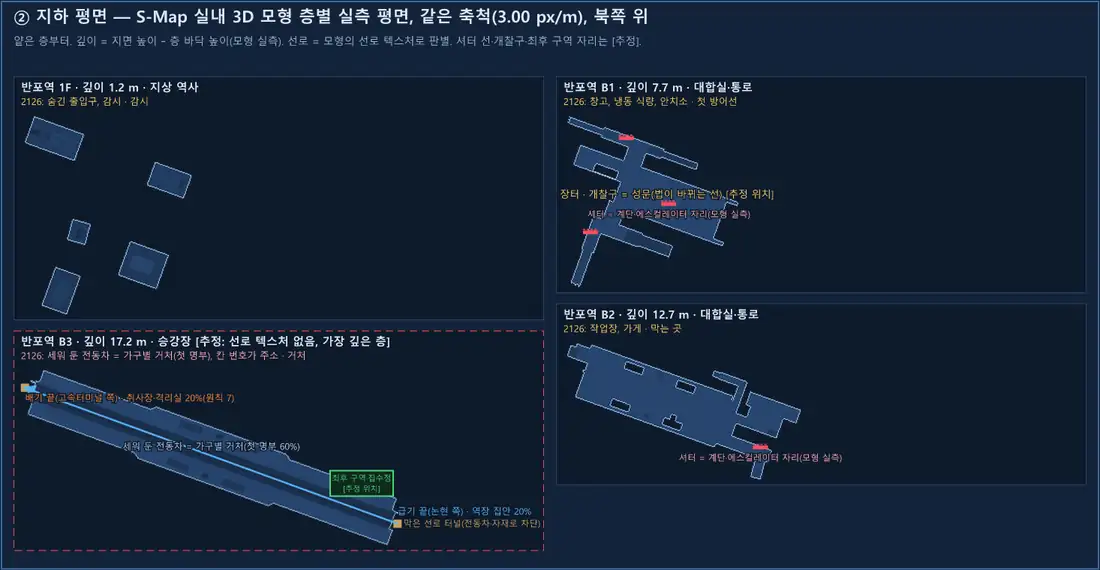 ② 지하 평면 — S-Map 실내 3D 모형 층별 실측 평면, 같은 축척(3.00 px/m), 북쪽 위
얕은 층부터. 깊이 = 지면 높이 − 층 바닥 높이(모형 실측). 선로 = 모형의 선로 텍스처로 판별. 셔터 선·개찰구·최후 구역 자리는 [추정].
반포역 1F · 깊이 1.2 m · 지상 역사
2126: 숨긴 출입구, 감시 · 감시
반포역 B1 · 깊이 7.7 m · 대합실·통로
2126: 창고, 냉동 식량, 안치소 · 첫 방어선
장터 · 개찰구 = 성문(법이 바뀌는 선) [추정 위치]
셔터 = 계단·에스컬레이터 자리(모형 실측)
반포역 B3 · 깊이 17.2 m · 승강장 [추정: 선로 텍스처 없음, 가장 깊은 층]
2126: 세워 둔 전동차 = 가구별 거처(첫 명부), 칸 번호가 주소 · 거처
배기 끝(고속터미널 쪽) · 취사장·격리실 20%(원칙 7)
세워 둔 전동차 = 가구별 거처(첫 명부 60%)
최후 구역 집수정
[추정 위치]
급기 끝(논현 쪽) · 역장 집안 20%
막은 선로 터널(전동차·자재로 차단)
반포역 B2 · 깊이 12.7 m · 대합실·통로
2126: 작업장, 가게 · 막는 곳
셔터 = 계단·에스컬레이터 자리(모형 실측)